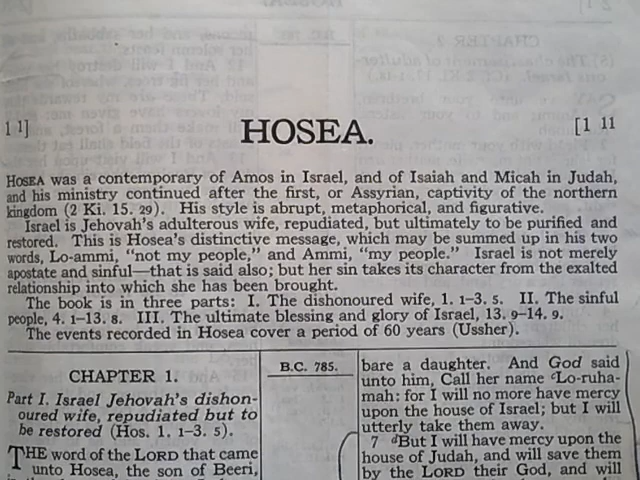 1 1]
HOSEA.
[1 11
HOSEA was a contemporary of Amos in Israel, and of Isaiah and Micah in Judah,
and his ministry continued after the first, or Assyrian, captivity of the northern
kingdom (2 Ki. 15. 29). His style is abrupt, metaphorical, and figurative.
Israel is Jehovah's adulterous wife, repudiated, but ultimately to be purified and
restored. This is Hosea's distinctive message, which may be summed up in his two
words, Lo-ammi, "not my people," and Ammi, "my people." Israel is not merely
apostate and sinful—that is said also; but her sin takes its character from the exalted
relationship into which she has been brought.
The book is in three parts: I. The dishonoured wife, 1. 1-3. 5. II. The sinful
people, 4. 1-13. 8. III. The ultimate blessing and glory of Israel, 13. 9-14. 9.
The events recorded in Hosea cover a period of 60 years (Ussher).
CHAPTER 1.
Part I. Israel Jehovah's dishon-
oured wife, repudiated but to
be restored (Hos. 1. 1-3. 5).
THE word of the LORD that came
unto Hosea, the son of Beeri,
B.C. 785.
bare a daughter. And God said
unto him, Call her name cLo-ruha-
mah: for I will no more have mercy
upon the house of Israel; but I will
utterly take them away.
7 dBut I will have mercy upon the
house of Judah, and will save them
by the LORD their God, and will